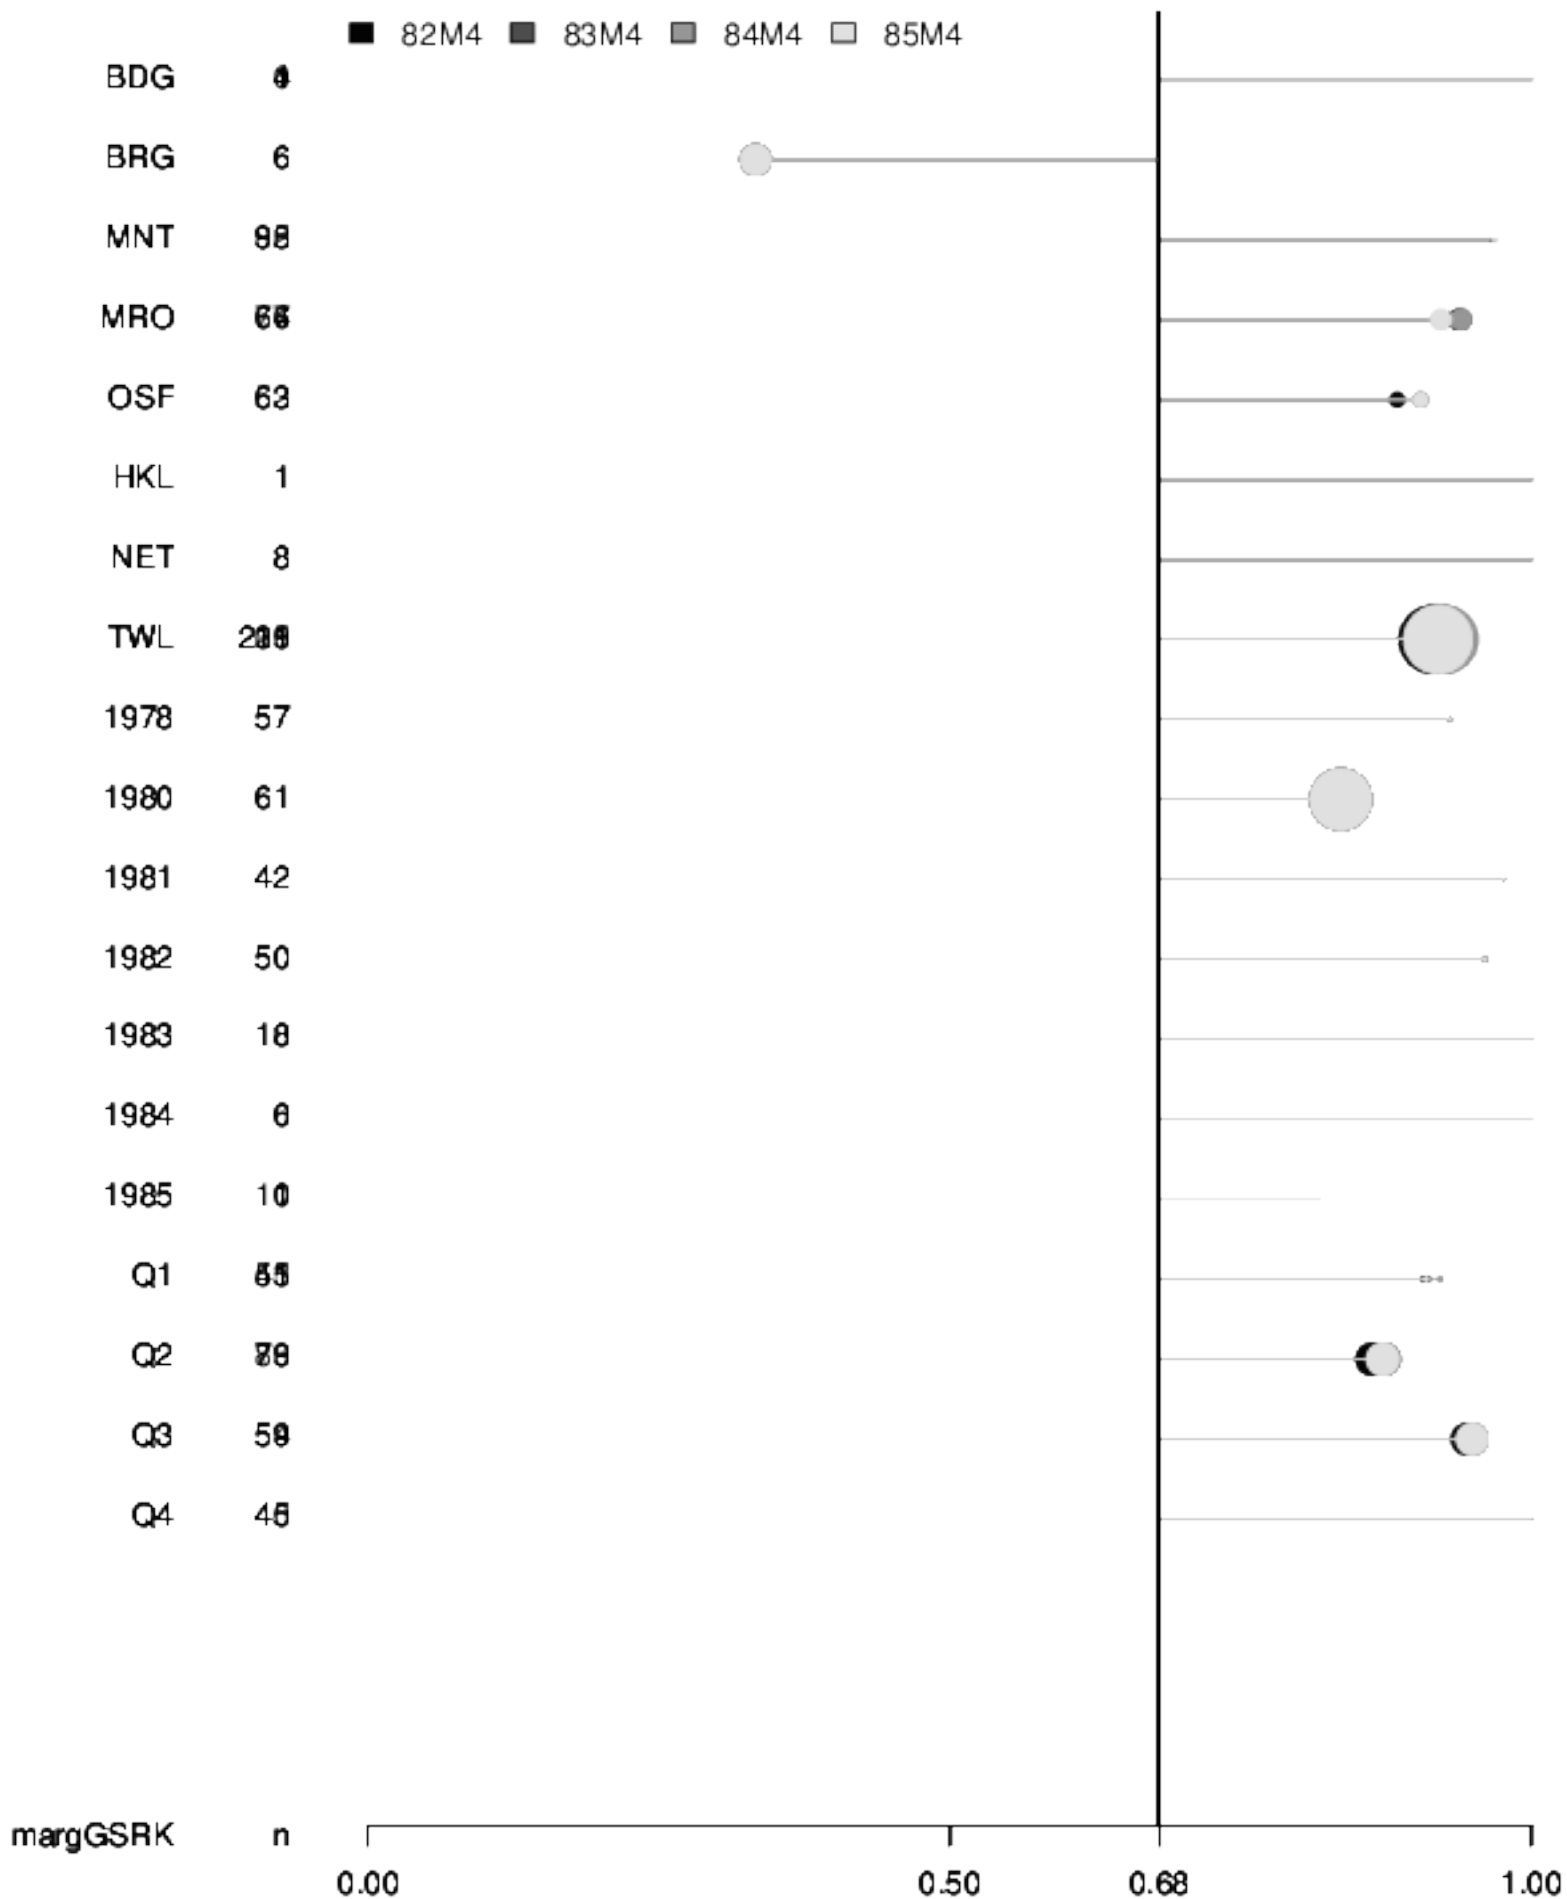 82M4 83M4 84M4 85M4
BDG
BRG 6
MNT
MRO
OSF
HKL 1
NET 8
TWL
1978 57
1980 61
1981 42
1982 50
1983
1984
1985
Q1
Q2
Q3
Q4
margGSRK n
0.00 0.50 0.68 1.00